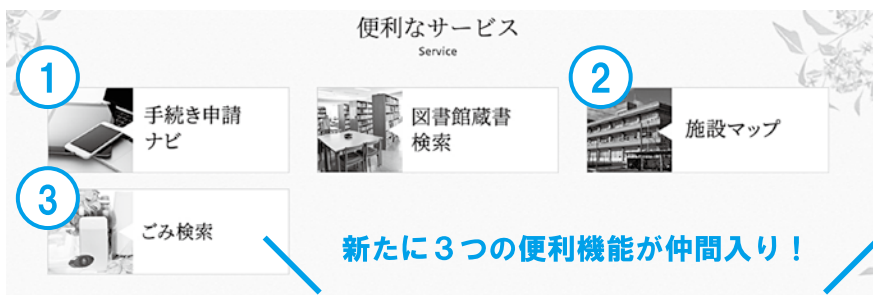 便利なサービス
Service
1
手続き申請
ナビ
図書館蔵書
検索
2
施設マップ
3
ごみ検索
新たに３つの便利機能が仲間入り！